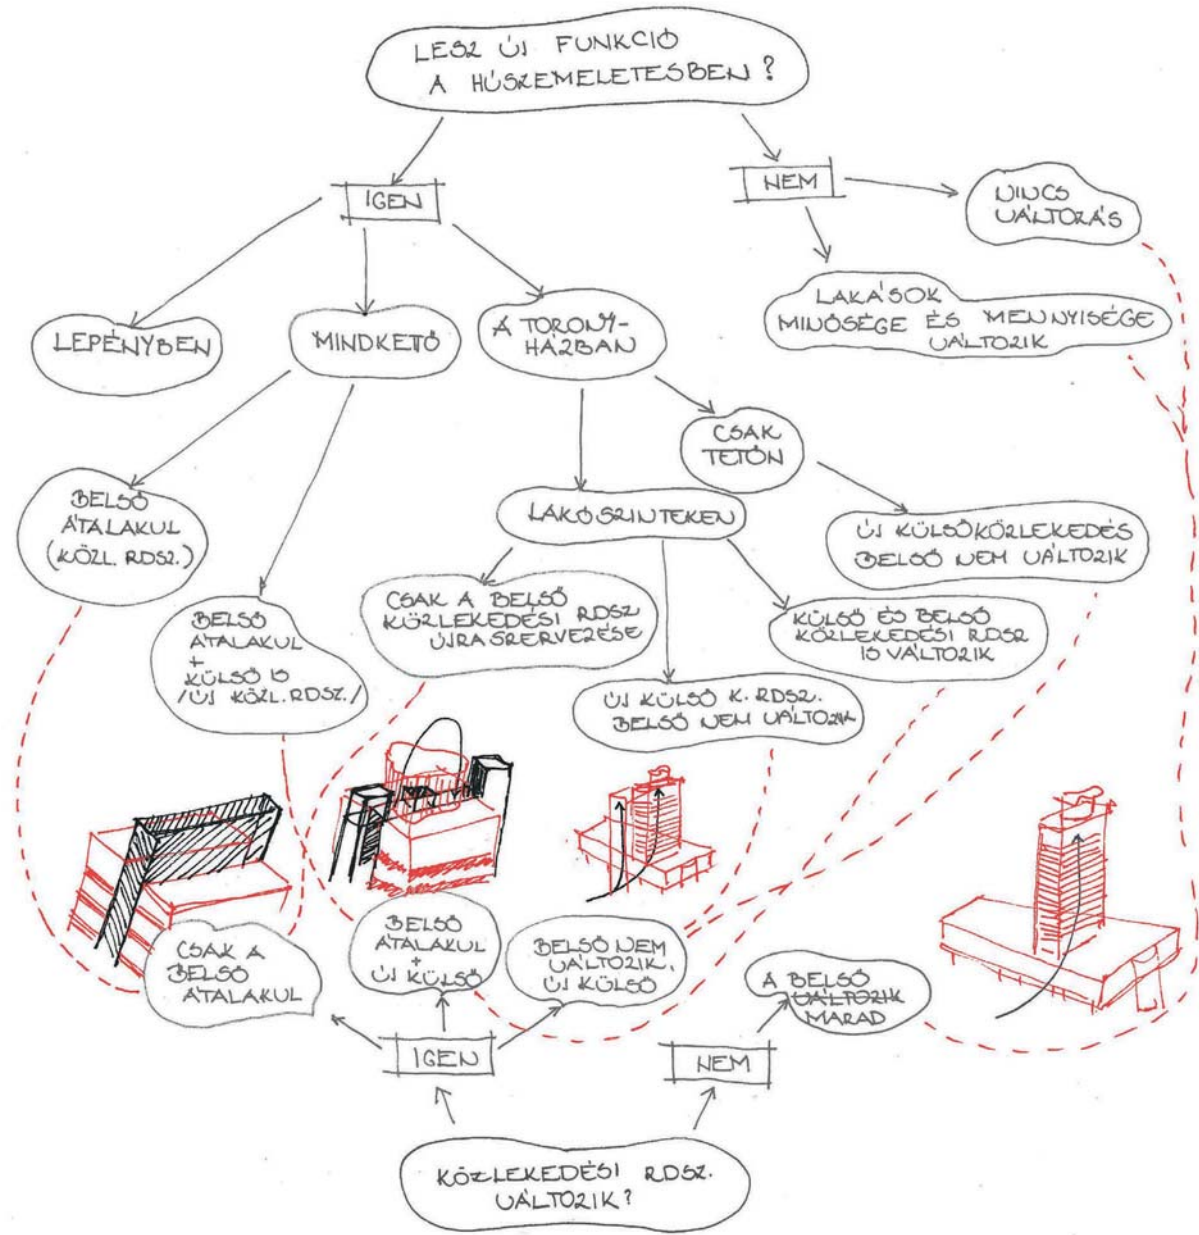 LESZ ÚJ FUNKCIÓ
A HÚSZEMELETESBEN?
IGEN
NEM
NINCS
VÁLTOZÁS
LAKÁSOK
MINŐSÉGE ÉS MENNYISÉGE
VÁLTOZIK
LEPÉNYBEN
MINDKETŐ
A TORONY-
HÁZBAN
CSAK
TETŐN
BELSŐ
ÁTALAKUL
(KÖZL. RDSZ.)
LAKÓSZINTEKEN
ÚJ KÜLSŐ KÖZLEKEDÉS
BELSŐ NEM VÁLTOZIK
BELSŐ
ÁTALAKUL
+
KÜLSŐ IS
/ÚJ KÖZL. RDSZ./
CSAK A BELSŐ
KÖZLEKEDÉSI RDSZ
ÚJRASZERVEZÉSE
KÜLSŐ ÉS BELSŐ
KÖZLEKEDÉSI RDSZ
IS VÁLTOZIK
ÚJ KÜLSŐ K. RDSZ.
BELSŐ NEM VÁLTOZIK
CSAK A
BELSŐ
ÁTALAKUL
BELSŐ
ÁTALAKUL
+
ÚJ KÜLSŐ
BELSŐ NEM
VÁLTOZIK,
ÚJ KÜLSŐ
A BELSŐ
VÁLTOZIK
MARAD
IGEN
NEM
KÖZLEKEDÉSI RDSZ.
VÁLTOZIK?